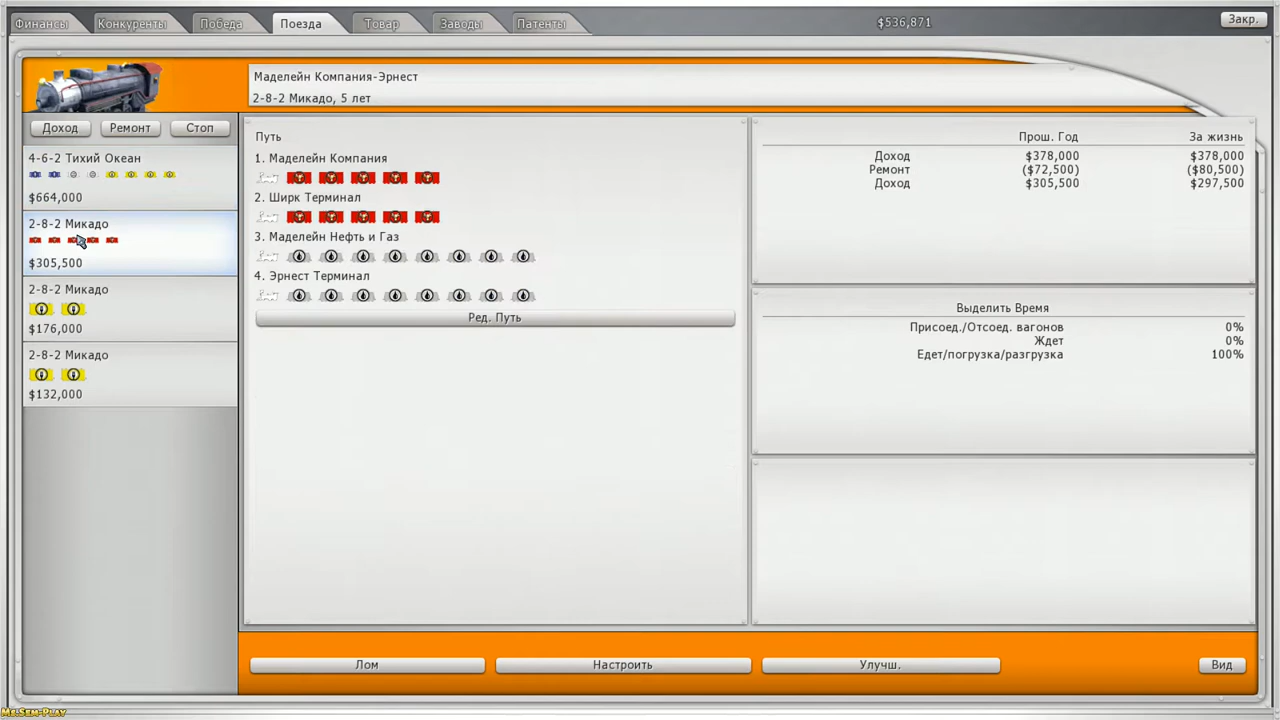 Финансы Конкуренты Победа Поезда Товар Заводы Патенты $536,871 Закр.
Маделейн Компания-Эрнест
2-8-2 Микадо, 5 лет
Доход Ремонт Стоп
4-6-2 Тихий Океан
$664,000
2-8-2 Микадо
$305,500
2-8-2 Микадо
$176,000
2-8-2 Микадо
$132,000
Путь
1. Маделейн Компания
2. Ширк Терминал
3. Маделейн Нефть и Газ
4. Эрнест Терминал
Ред. Путь
Прош. Год За жизнь
Доход $378,000 $378,000
Ремонт ($72,500) ($80,500)
Доход $305,500 $297,500
Выделить Время
Присоед./Отсоед. вагонов 0%
Ждет 0%
Едет/погрузка/разгрузка 100%
Лом Настроить Улучш. Вид
Mr.Sem-Play